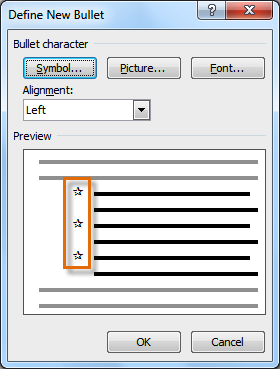 Define New Bullet
Bullet character
Symbol... Picture... Font...
Alignment:
Left
Preview
OK Cancel